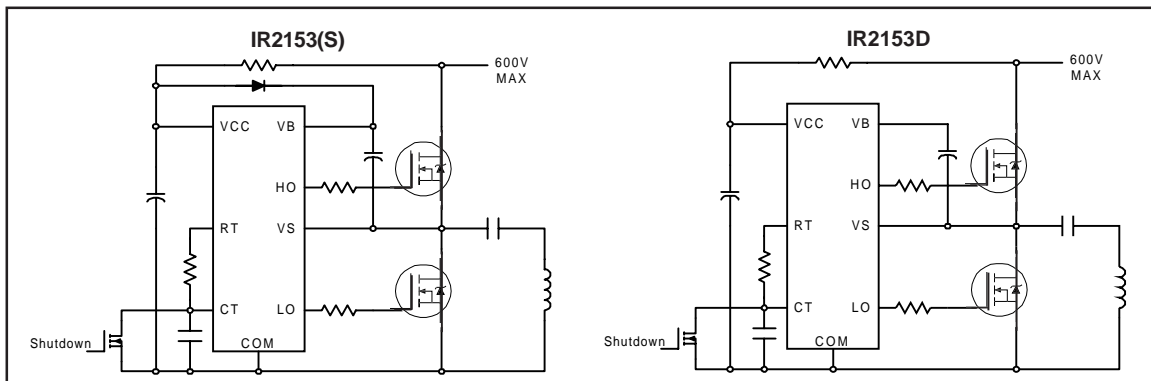 IR2153(S)
600V
MAX
VCC
VB
HO
RT
VS
CT
LO
COM
Shutdown
IR2153D
600V
MAX
VCC
VB
HO
RT
VS
CT
LO
COM
Shutdown